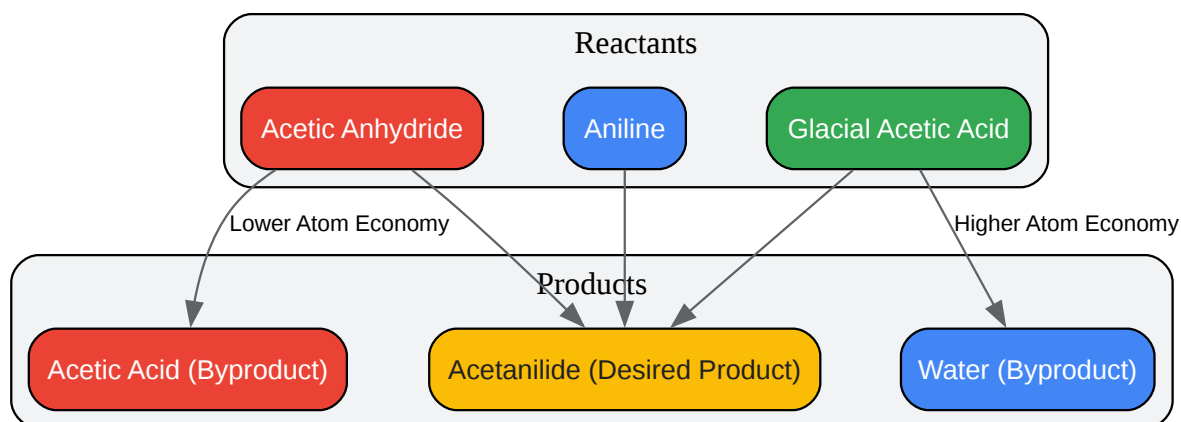 Reactants
Acetic Anhydride
Aniline
Glacial Acetic Acid
Lower Atom Economy
Higher Atom Economy
Products
Acetic Acid (Byproduct)
Acetanilide (Desired Product)
Water (Byproduct)